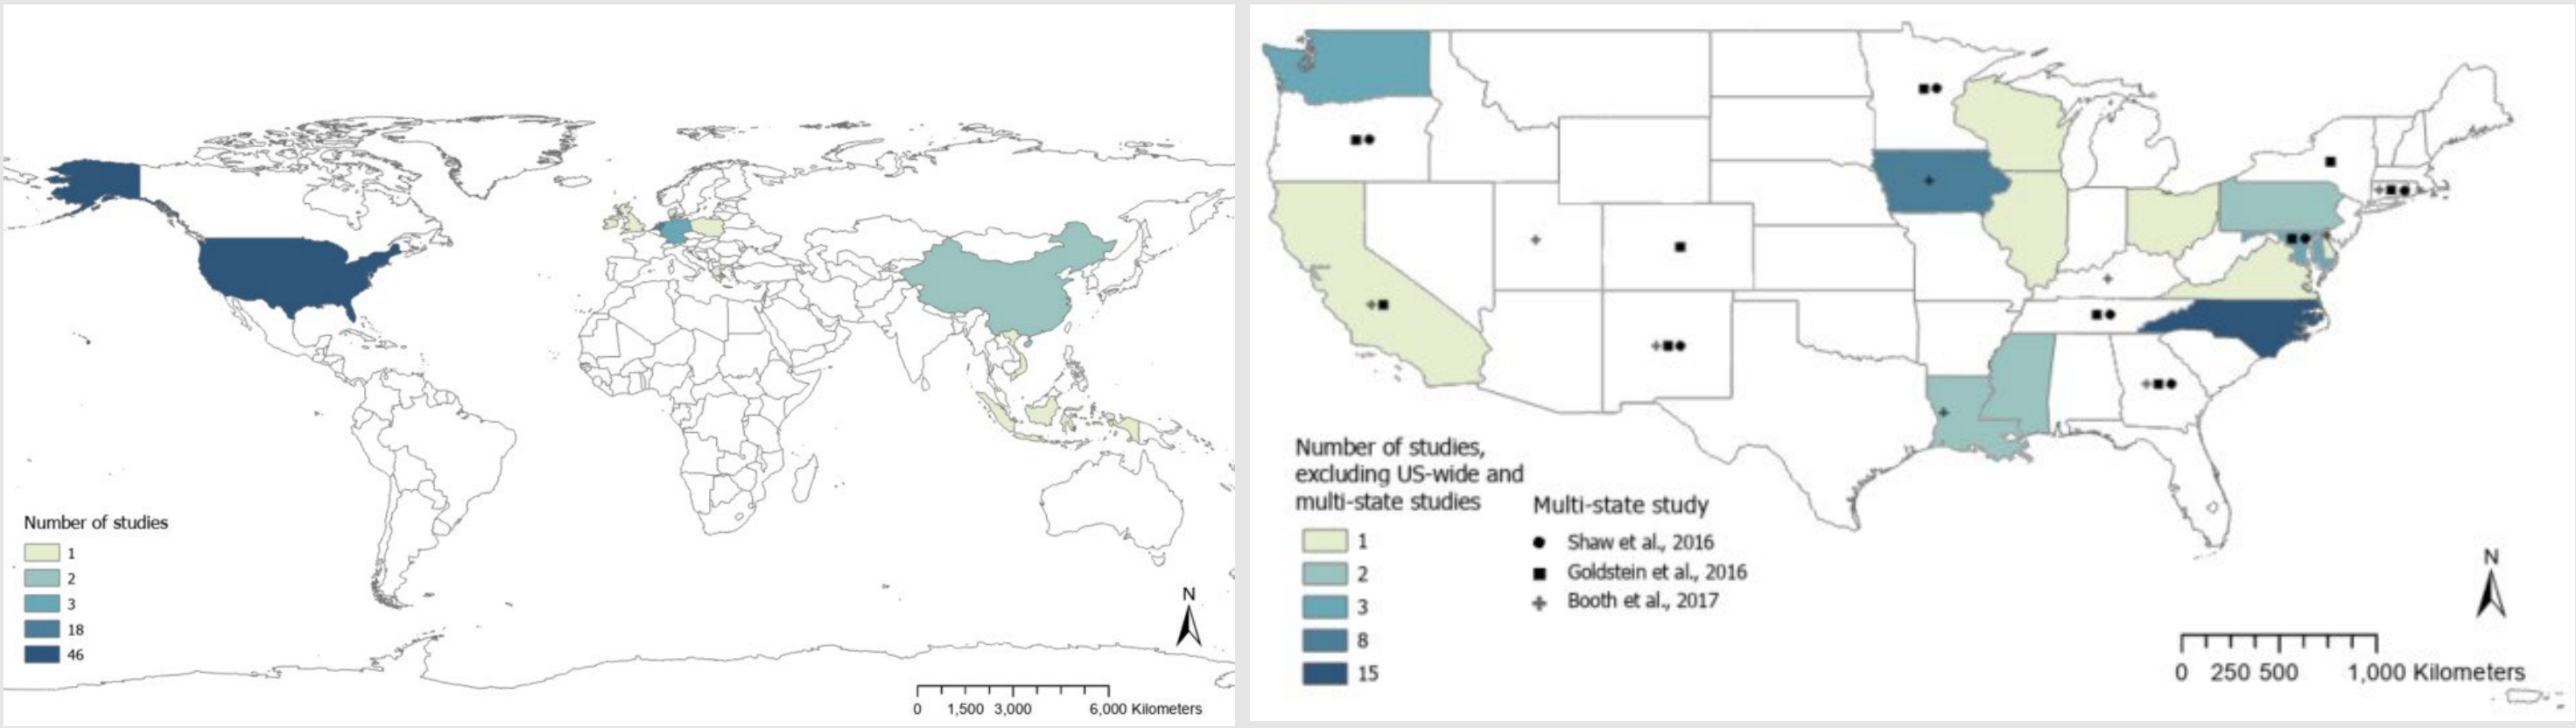 Number of studies
1
2
3
18
46
N
0 1,500 3,000 6,000 Kilometers
Number of studies,
excluding US-wide and
multi-state studies
1
2
3
8
15
Multi-state study
Shaw et al., 2016
Goldstein et al., 2016
Booth et al., 2017
N
0 250 500 1,000 Kilometers